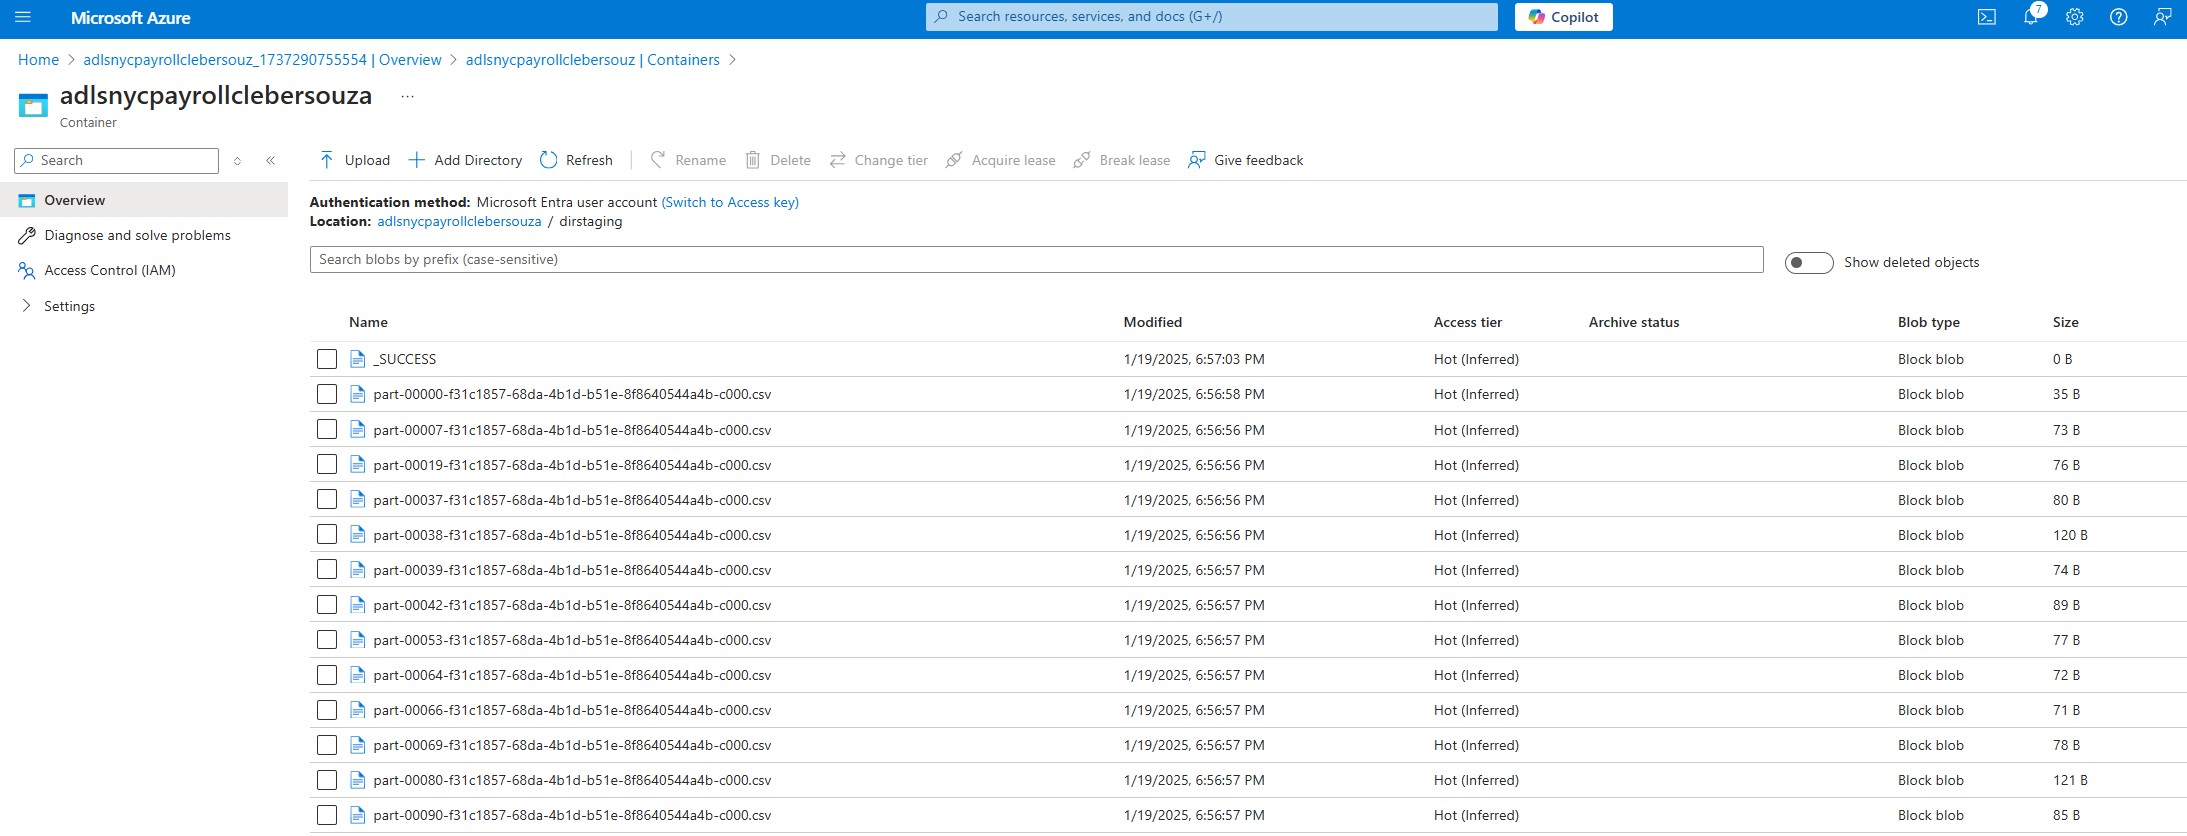 Microsoft Azure
Search resources, services, and docs (G+/)
Copilot
7
Home > adlsnycpayrollclebersouz_1737290755554 | Overview > adlsnycpayrollclebersouz | Containers >
adlsnycpayrollclebersouza ...
Container
Search
Upload Add Directory Refresh Rename Delete Change tier Acquire lease Break lease Give feedback
Overview
Diagnose and solve problems
Access Control (IAM)
Settings
Authentication method: Microsoft Entra user account (Switch to Access key)
Location: adlsnycpayrollclebersouza / dirstaging
Search blobs by prefix (case-sensitive)
Show deleted objects
Name Modified Access tier Archive status Blob type Size
_SUCCESS 1/19/2025, 6:57:03 PM Hot (Inferred) Block blob 0 B
part-00000-f31c1857-68da-4b1d-b51e-8f8640544a4b-c000.csv 1/19/2025, 6:56:58 PM Hot (Inferred) Block blob 35 B
part-00007-f31c1857-68da-4b1d-b51e-8f8640544a4b-c000.csv 1/19/2025, 6:56:56 PM Hot (Inferred) Block blob 73 B
part-00019-f31c1857-68da-4b1d-b51e-8f8640544a4b-c000.csv 1/19/2025, 6:56:56 PM Hot (Inferred) Block blob 76 B
part-00037-f31c1857-68da-4b1d-b51e-8f8640544a4b-c000.csv 1/19/2025, 6:56:56 PM Hot (Inferred) Block blob 80 B
part-00038-f31c1857-68da-4b1d-b51e-8f8640544a4b-c000.csv 1/19/2025, 6:56:56 PM Hot (Inferred) Block blob 120 B
part-00039-f31c1857-68da-4b1d-b51e-8f8640544a4b-c000.csv 1/19/2025, 6:56:57 PM Hot (Inferred) Block blob 74 B
part-00042-f31c1857-68da-4b1d-b51e-8f8640544a4b-c000.csv 1/19/2025, 6:56:57 PM Hot (Inferred) Block blob 89 B
part-00053-f31c1857-68da-4b1d-b51e-8f8640544a4b-c000.csv 1/19/2025, 6:56:57 PM Hot (Inferred) Block blob 77 B
part-00064-f31c1857-68da-4b1d-b51e-8f8640544a4b-c000.csv 1/19/2025, 6:56:57 PM Hot (Inferred) Block blob 72 B
part-00066-f31c1857-68da-4b1d-b51e-8f8640544a4b-c000.csv 1/19/2025, 6:56:57 PM Hot (Inferred) Block blob 71 B
part-00069-f31c1857-68da-4b1d-b51e-8f8640544a4b-c000.csv 1/19/2025, 6:56:57 PM Hot (Inferred) Block blob 78 B
part-00080-f31c1857-68da-4b1d-b51e-8f8640544a4b-c000.csv 1/19/2025, 6:56:57 PM Hot (Inferred) Block blob 121 B
part-00090-f31c1857-68da-4b1d-b51e-8f8640544a4b-c000.csv 1/19/2025, 6:56:57 PM Hot (Inferred) Block blob 85 B